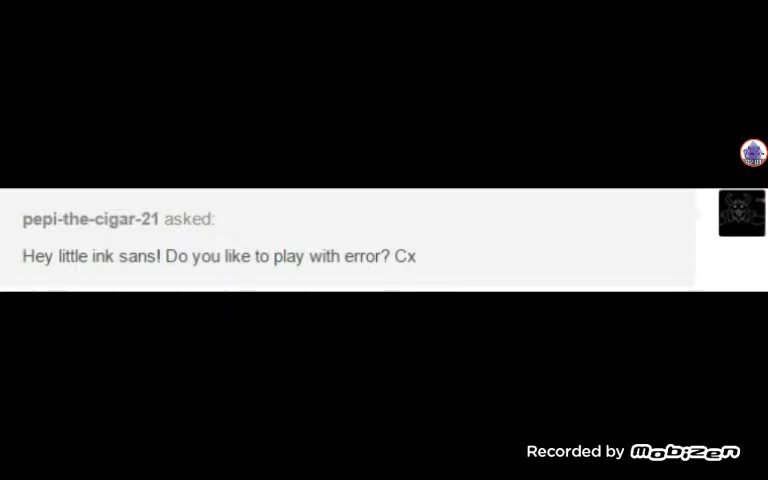 pepi-the-cigar-21 asked:
Hey little ink sans! Do you like to play with error? Cx
Recorded by Mobizen